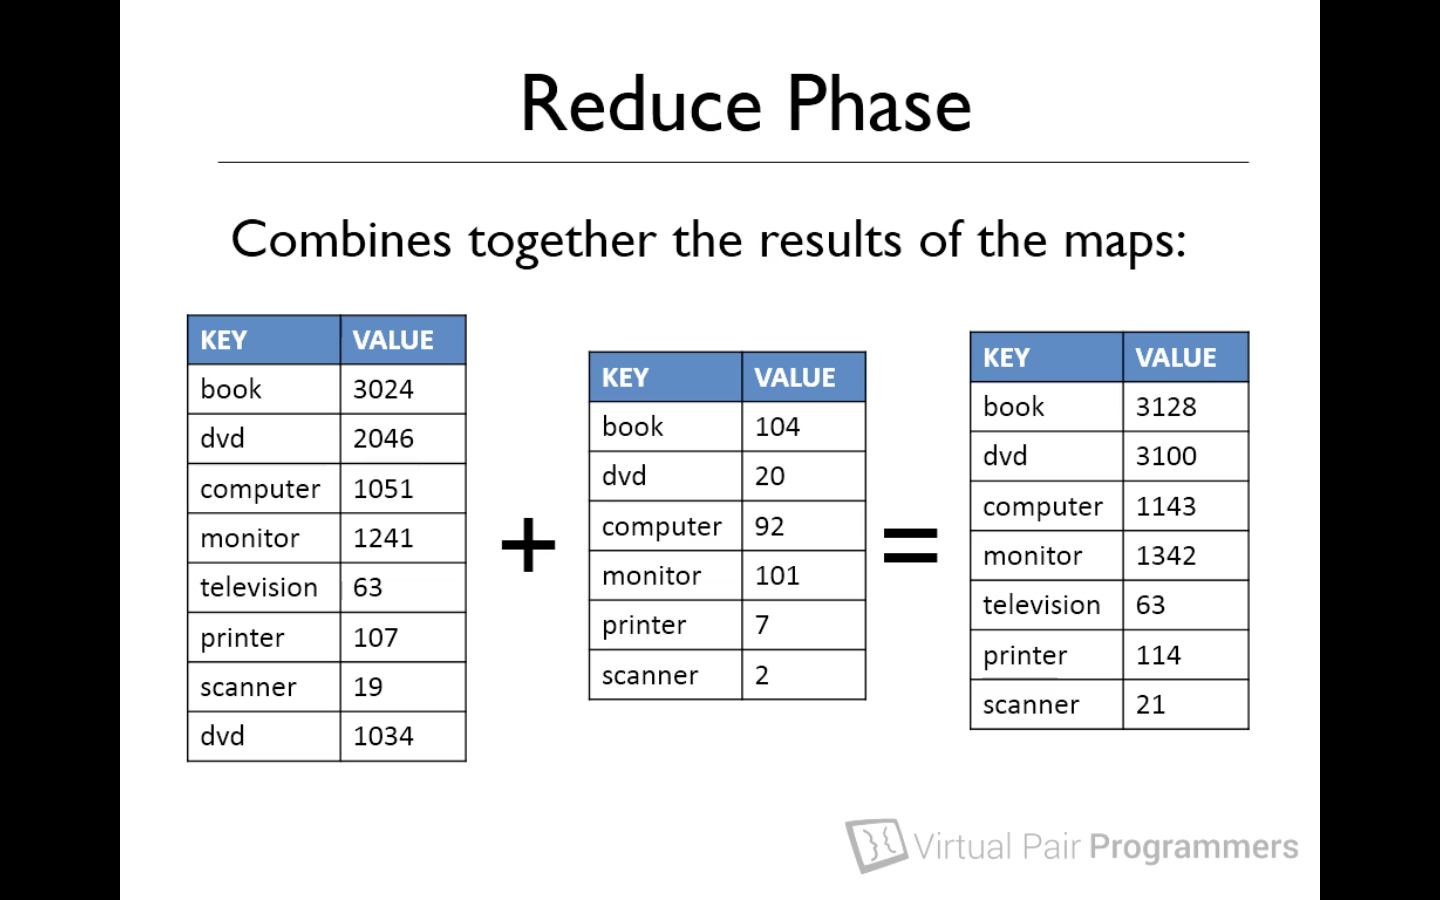 Reduce Phase
Combines together the results of the maps:
KEY VALUE
book 3024
dvd 2046
computer 1051
monitor 1241
television 63
printer 107
scanner 19
dvd 1034
+
KEY VALUE
book 104
dvd 20
computer 92
monitor 101
printer 7
scanner 2
=
KEY VALUE
book 3128
dvd 3100
computer 1143
monitor 1342
television 63
printer 114
scanner 21
Virtual Pair Programmers